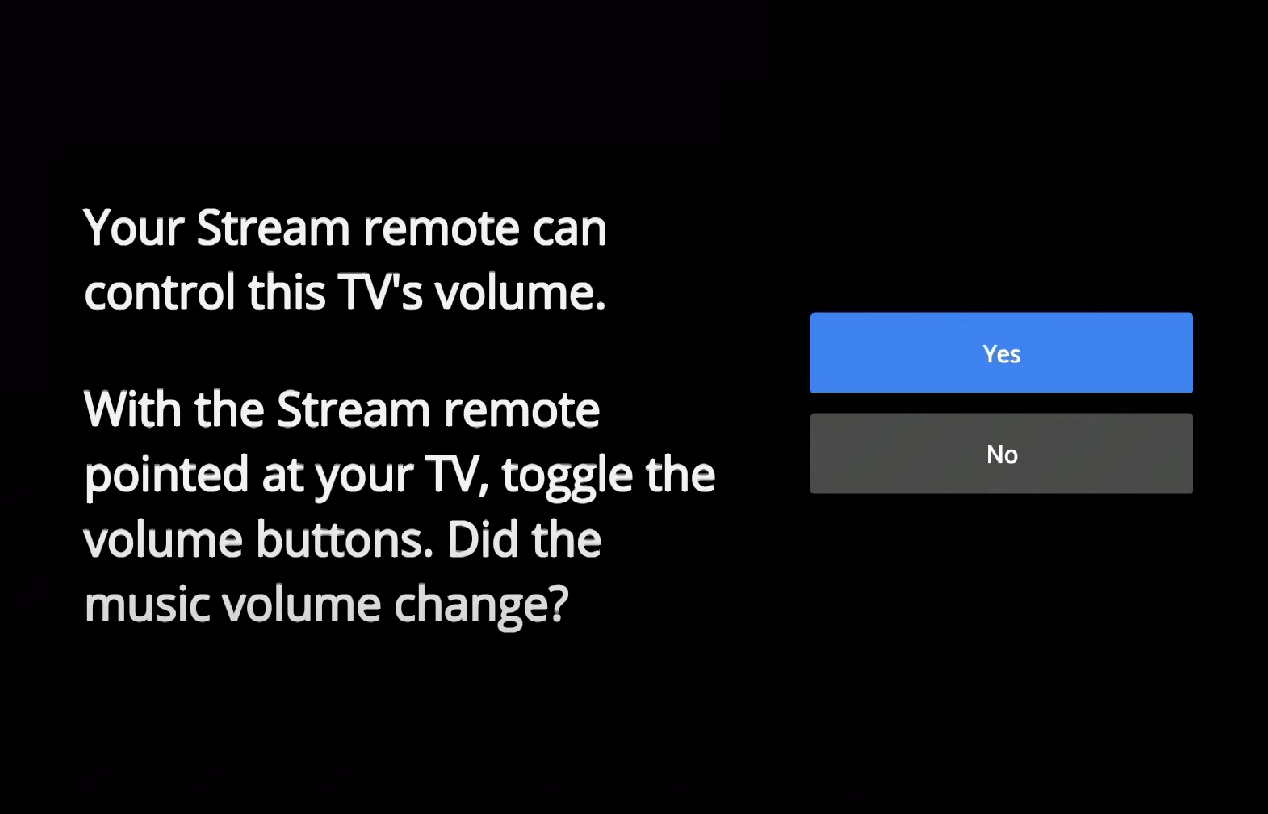 Your Stream remote can
control this TV's volume.
With the Stream remote
pointed at your TV, toggle the
volume buttons. Did the
music volume change?
Yes
No